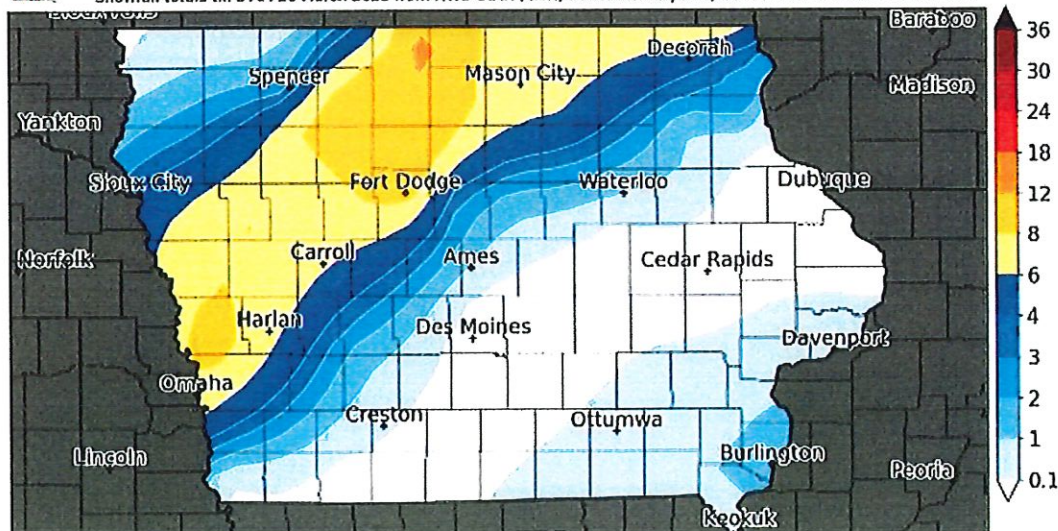 Baraboo
Decorah
Spencer
Mason City
Madison
Yankton
Sioux City
Fort Dodge
Waterloo
Dubuque
Norfolk
Carroll
Ames
Cedar Rapids
Harlan
Des Moines
Davenport
Omaha
Creston
Ottumwa
Lincoln
Burlington
Peoria
Keokuk
36
30
24
18
12
8
6
4
3
2
1
0.1